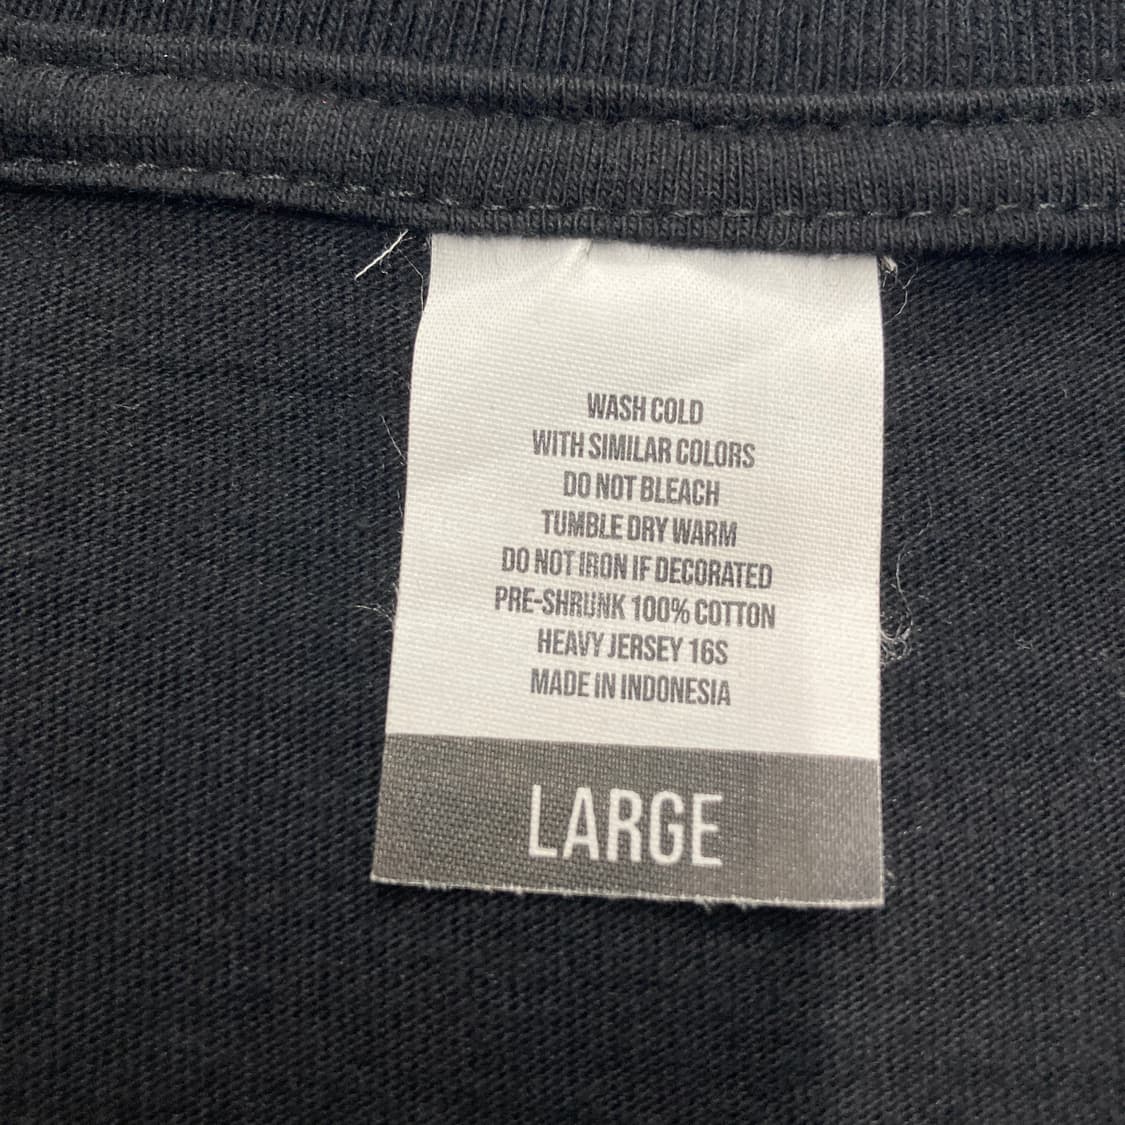 WASH COLD
WITH SIMILAR COLORS
DO NOT BLEACH
TUMBLE DRY WARM
DO NOT IRON IF DECORATED
PRE-SHRUNK 100% COTTON
HEAVY JERSEY 16S
MADE IN INDONESIA
LARGE